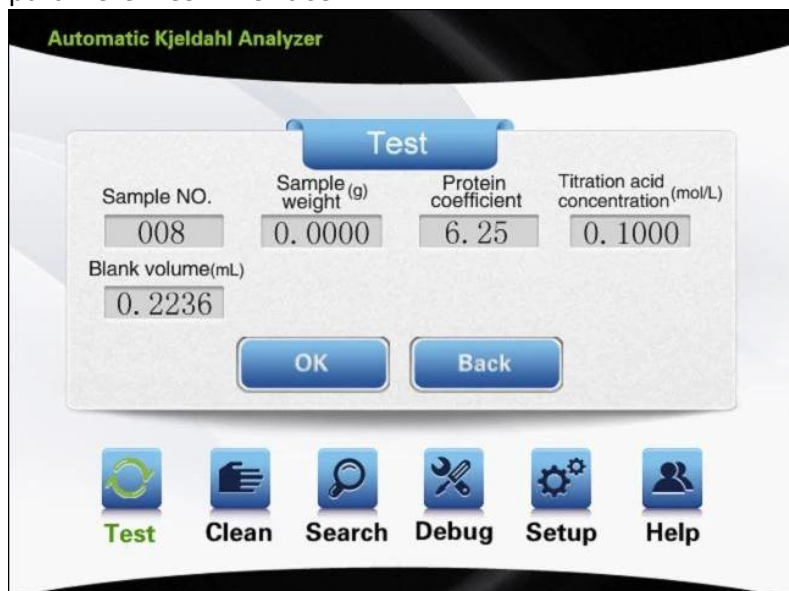 Automatic Kjeldahl Analyzer
Test
Sample NO.
008
Sample weight (g)
0.0000
Protein coefficient
6.25
Titration acid concentration (mol/L)
0.1000
Blank volume(mL)
0.2236
OK
Back
Test
Clean
Search
Debug
Setup
Help